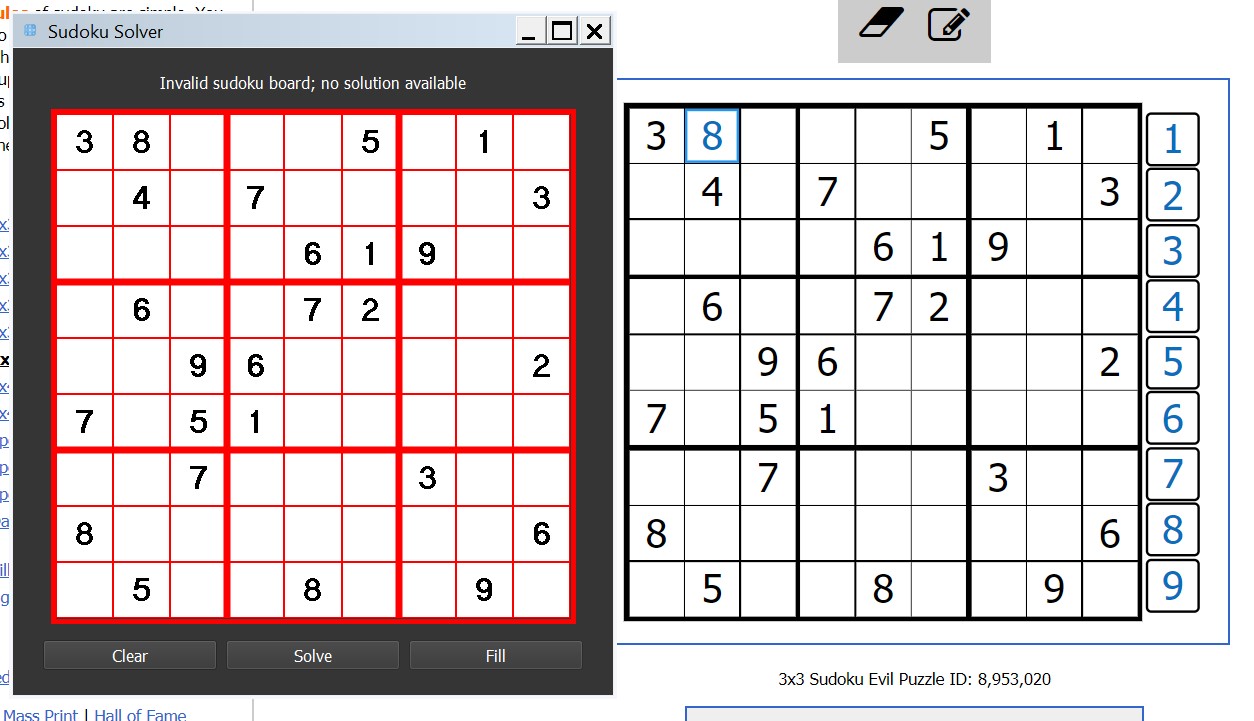 of sudoku are simple. You
Sudoku Solver
Invalid sudoku board; no solution available
3 8 5 1
4 7 3
6 1 9
6 7 2
9 6 2
7 5 1
7 3
8 6
5 8 9
Clear Solve Fill
3 8 5 1 1
4 7 3 2
6 1 9 3
6 7 2 4
9 6 2 5
7 5 1 6
7 3 7
8 6 8
5 8 9 9
3x3 Sudoku Evil Puzzle ID: 8,953,020
Mass Print | Hall of Fame